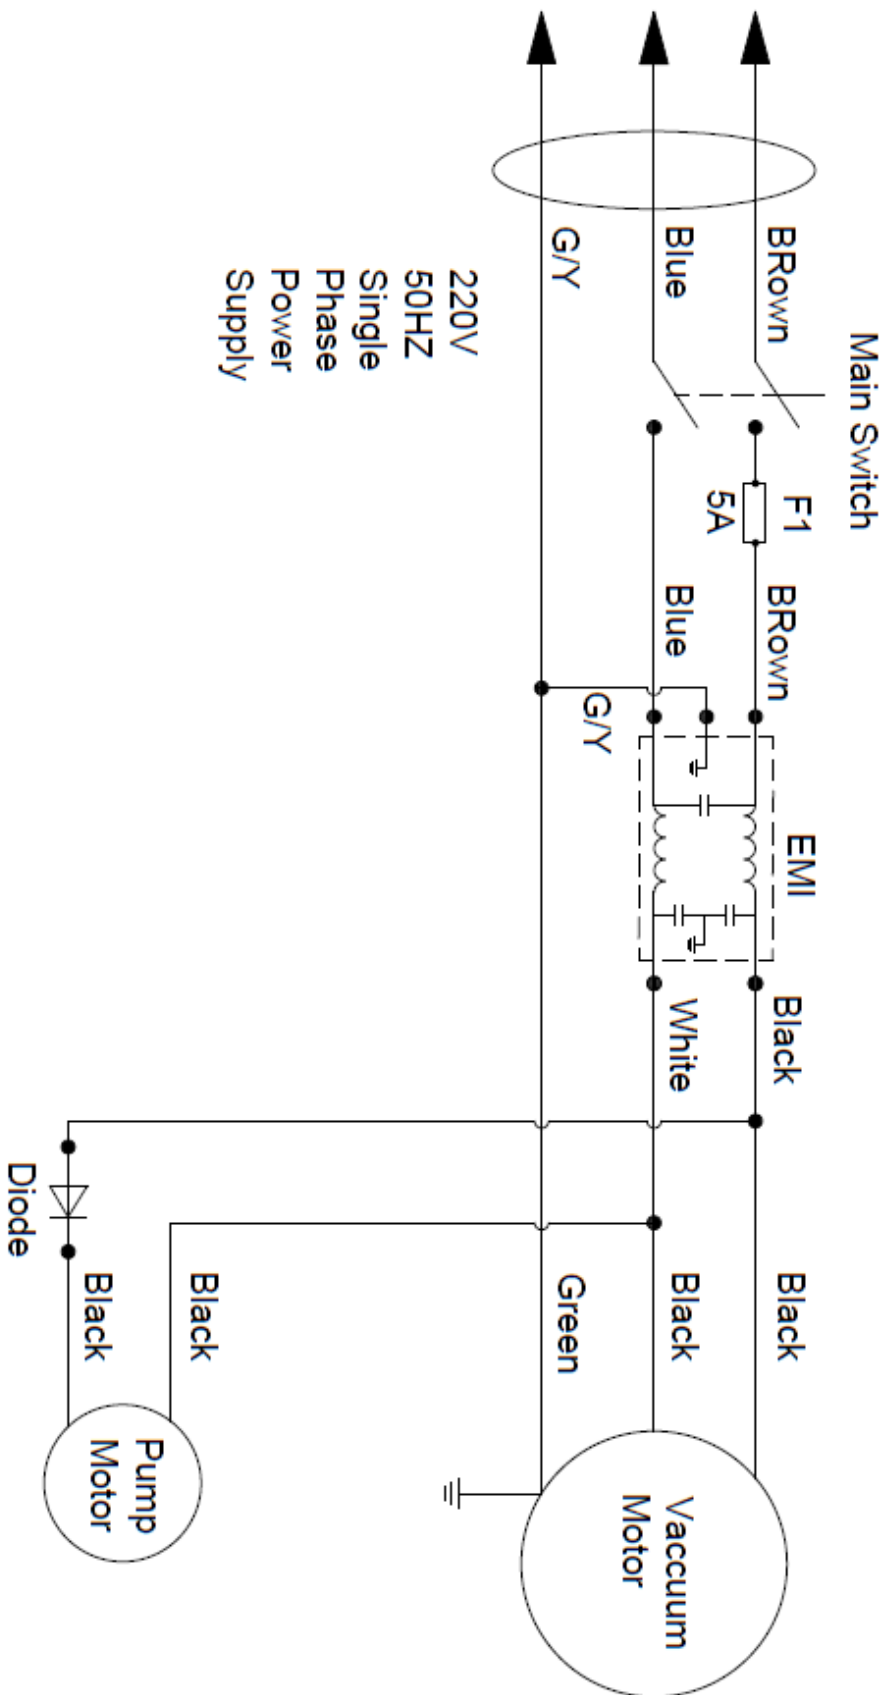 Main Switch
BRown
F1
5A
BRown
EMI
Black
Black
Blue
Blue
White
Black
G/Y
G/Y
Green
Vaccuum
Motor
220V
50HZ
Single
Phase
Power
Supply
Black
Pump
Motor
Diode
Black